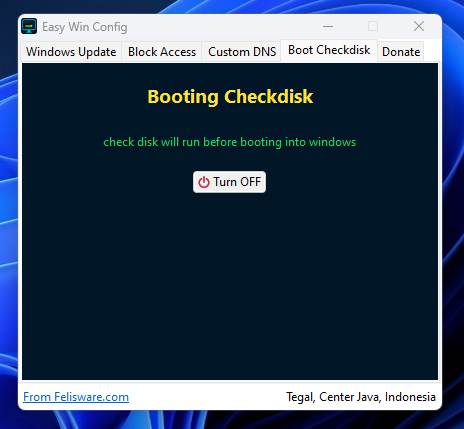 Easy Win Config
Windows Update Block Access Custom DNS Boot Checkdisk Donate
Booting Checkdisk
check disk will run before booting into windows
Turn OFF
From Felisware.com Tegal, Center Java, Indonesia